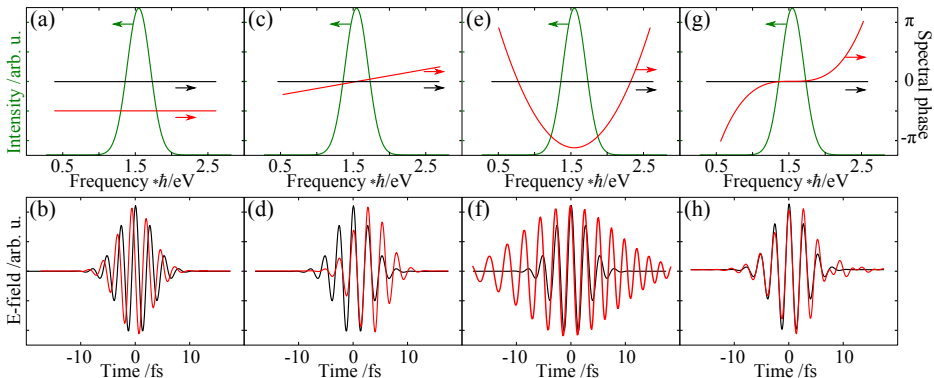 (a) (c) (e) (g)
Intensity /arb. u.
π
0
-π
Spectral phase
0.5 1.5 2.5 0.5 1.5 2.5 0.5 1.5 2.5 0.5 1.5 2.5
Frequency *ħ/eV Frequency *ħ/eV Frequency *ħ/eV Frequency *ħ/eV
(b) (d) (f) (h)
E-field /arb. u.
-10 0 10 -10 0 10 -10 0 10 -10 0 10
Time /fs Time /fs Time /fs Time /fs